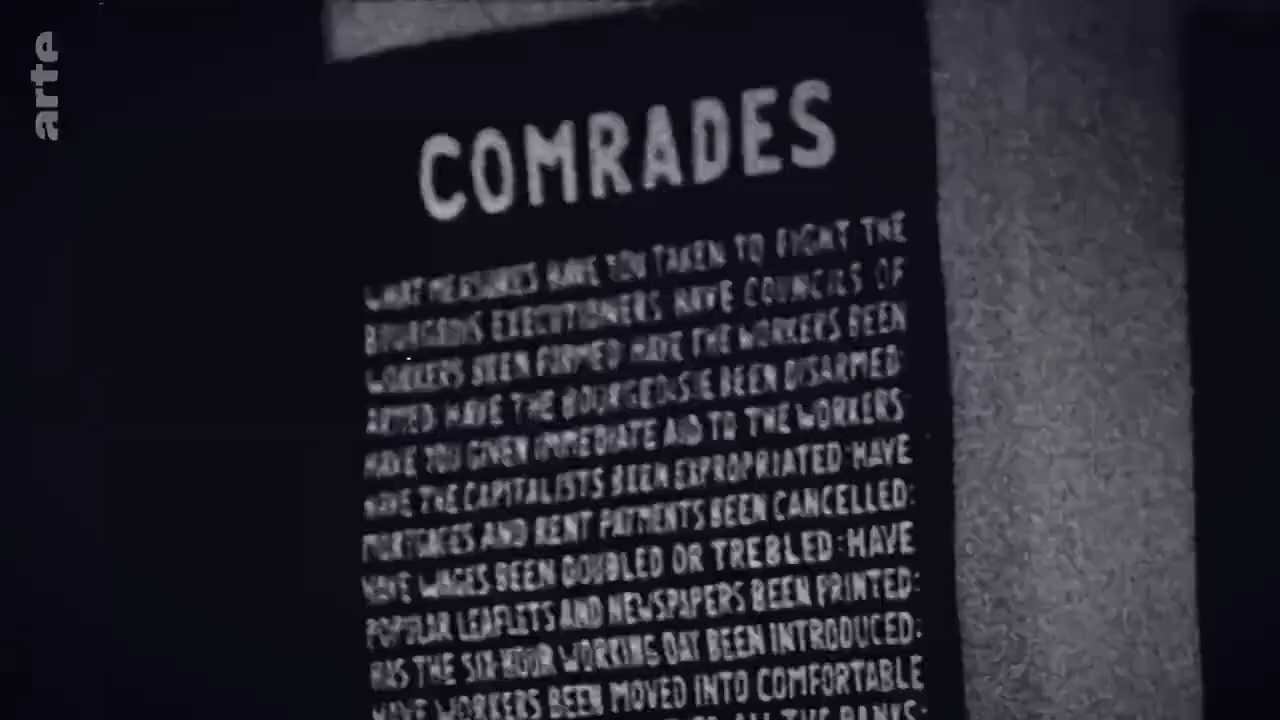 arte
COMRADES
WHAT MEASURES HAVE YOU TAKEN TO FIGHT THE
BOURGEOIS EXECUTIONERS HAVE COUNCILS OF
WORKERS BEEN FORMED HAVE THE WORKERS BEEN
ARMED HAVE THE BOURGEOISIE BEEN DISARMED
HAVE YOU GIVEN IMMEDIATE AID TO THE WORKERS
HAVE THE CAPITALISTS BEEN EXPROPRIATED: HAVE
MORTGAGES AND RENT PAYMENTS BEEN CANCELLED:
HAVE WAGES BEEN DOUBLED OR TREBLED: HAVE
POPULAR LEAFLETS AND NEWSPAPERS BEEN PRINTED:
HAS THE SIX-HOUR WORKING DAY BEEN INTRODUCED:
HAVE WORKERS BEEN MOVED INTO COMFORTABLE
ALL THE BANKS: